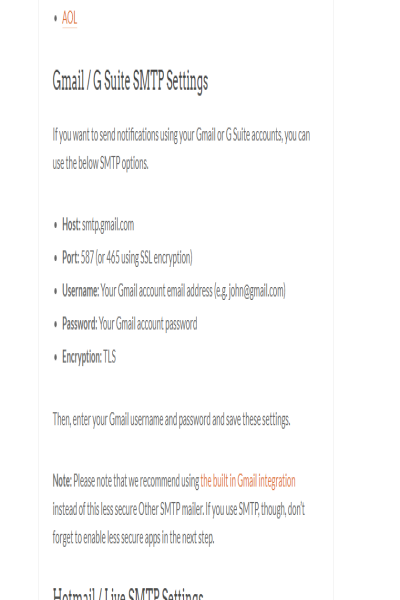 AOL
Gmail / G Suite SMTP Settings
If you want to send notifications using your Gmail or G Suite accounts, you can
use the below SMTP options.
Host: smtp.gmail.com
Port: 587 (or 465 using SSL encryption)
Username: Your Gmail account email address (e.g. john@gmail.com)
Password: Your Gmail account password
Encryption: TLS
Then, enter your Gmail username and password and save these settings.
Note: Please note that we recommend using the built in Gmail integration
instead of this less secure Other SMTP mailer. If you use SMTP, though, don't
forget to enable less secure apps in the next step.
Hotmail / Live SMTP Settings